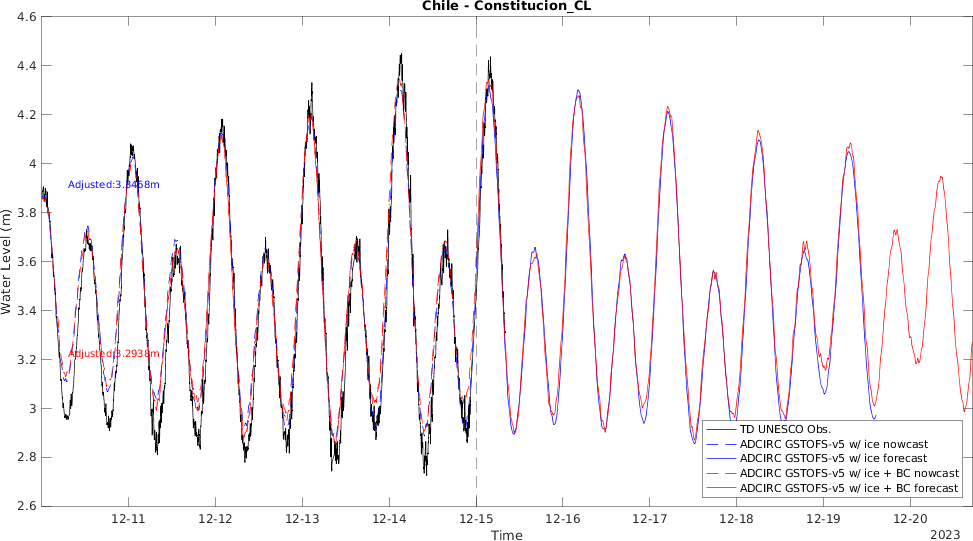 Chile - Constitucion_CL
4.6
4.4
4.2
4
3.8
3.6
3.4
3.2
3
2.8
2.6
Water Level (m)
Adjusted:3.3468m
Adjusted:3.2938m
TD UNESCO Obs.
ADCIRC GSTOFS-v5 w/ ice nowcast
ADCIRC GSTOFS-v5 w/ ice forecast
ADCIRC GSTOFS-v5 w/ ice + BC nowcast
ADCIRC GSTOFS-v5 w/ ice + BC forecast
12-11 12-12 12-13 12-14 12-15 12-16 12-17 12-18 12-19 12-20
Time
2023